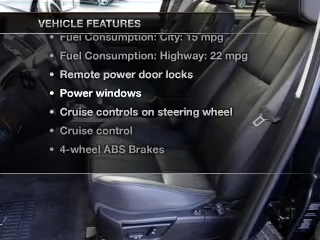 VEHICLE FEATURES
• Fuel Consumption: City: 15 mpg
• Fuel Consumption: Highway: 22 mpg
• Remote power door locks
• Power windows
• Cruise controls on steering wheel
• Cruise control
• 4-wheel ABS Brakes